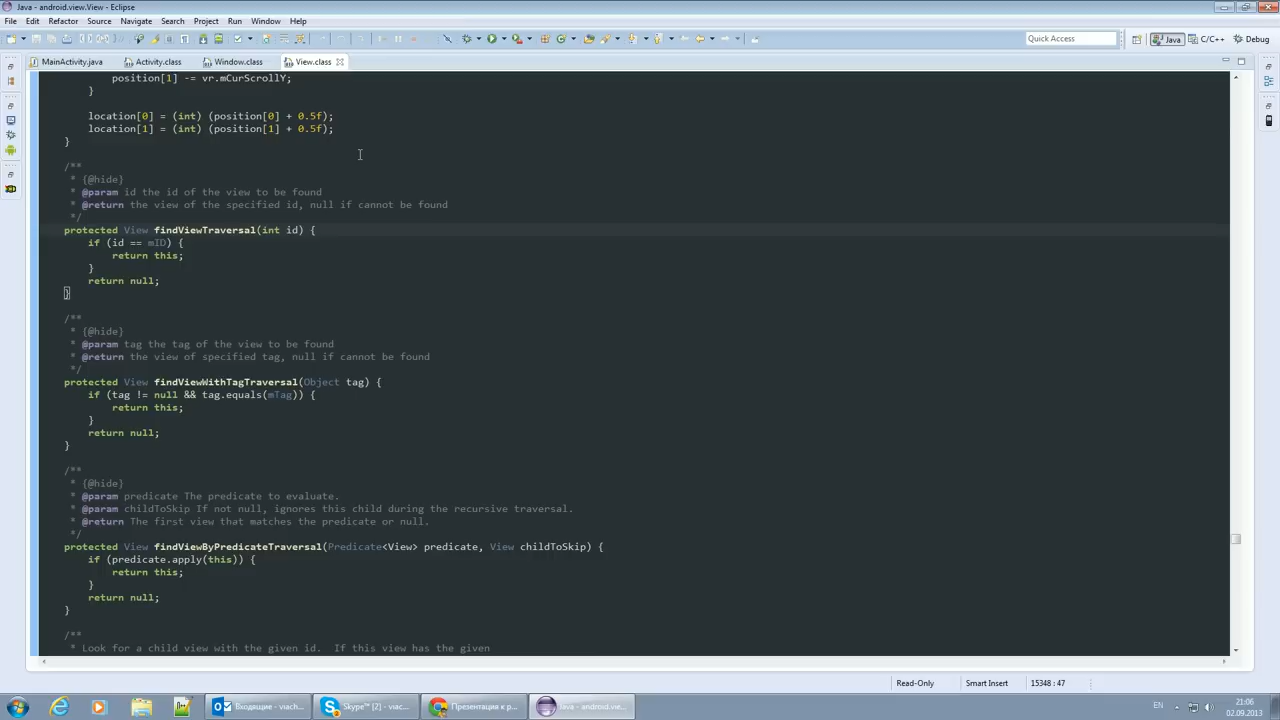 Java - android.view.View - Eclipse
File Edit Refactor Navigate Search Project Run Window Help
Quick Access Java C/C++ Debug
MainActivity.java Activity.class Window.class View.class
position[1] -= vr.mCurScrollY;
}
location[0] = (int) (position[0] + 0.5f);
location[1] = (int) (position[1] + 0.5f);
}
/**
* {@hide}
* @param id the id of the view to be found
* @return the view of the specified id, null if cannot be found
*/
protected View findViewTraversal(int id) {
if (id == mID) {
return this;
}
return null;
}
/**
* {@hide}
* @param tag the tag of the view to be found
* @return the view of specified tag, null if cannot be found
*/
protected View findViewWithTagTraversal(Object tag) {
if (tag != null && tag.equals(mTag)) {
return this;
}
return null;
}
/**
* {@hide}
* @param predicate The predicate to evaluate.
* @param childToSkip If not null, ignores this child during the recursive traversal.
* @return The first view that matches the predicate or null.
*/
protected View findViewByPredicateTraversal(Predicate<View> predicate, View childToSkip) {
if (predicate.apply(this)) {
return this;
}
return null;
}
/**
* Look for a child view with the given id.  If this view has the given
Read-Only Smart Insert 15348 : 47
Входящие - viach... Skype™ [2] - viac... Презентация к р... Java - android.vie... EN 21:06
02.09.2013